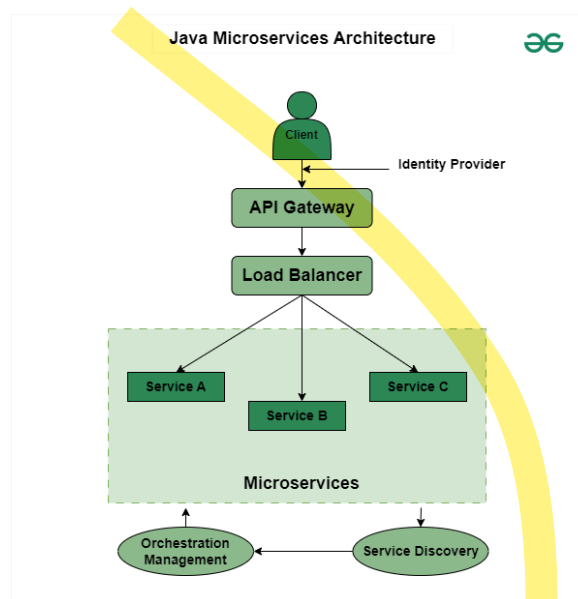 Java Microservices Architecture
Client
Identity Provider
API Gateway
Load Balancer
Service A
Service B
Service C
Microservices
Orchestration
Management
Service Discovery